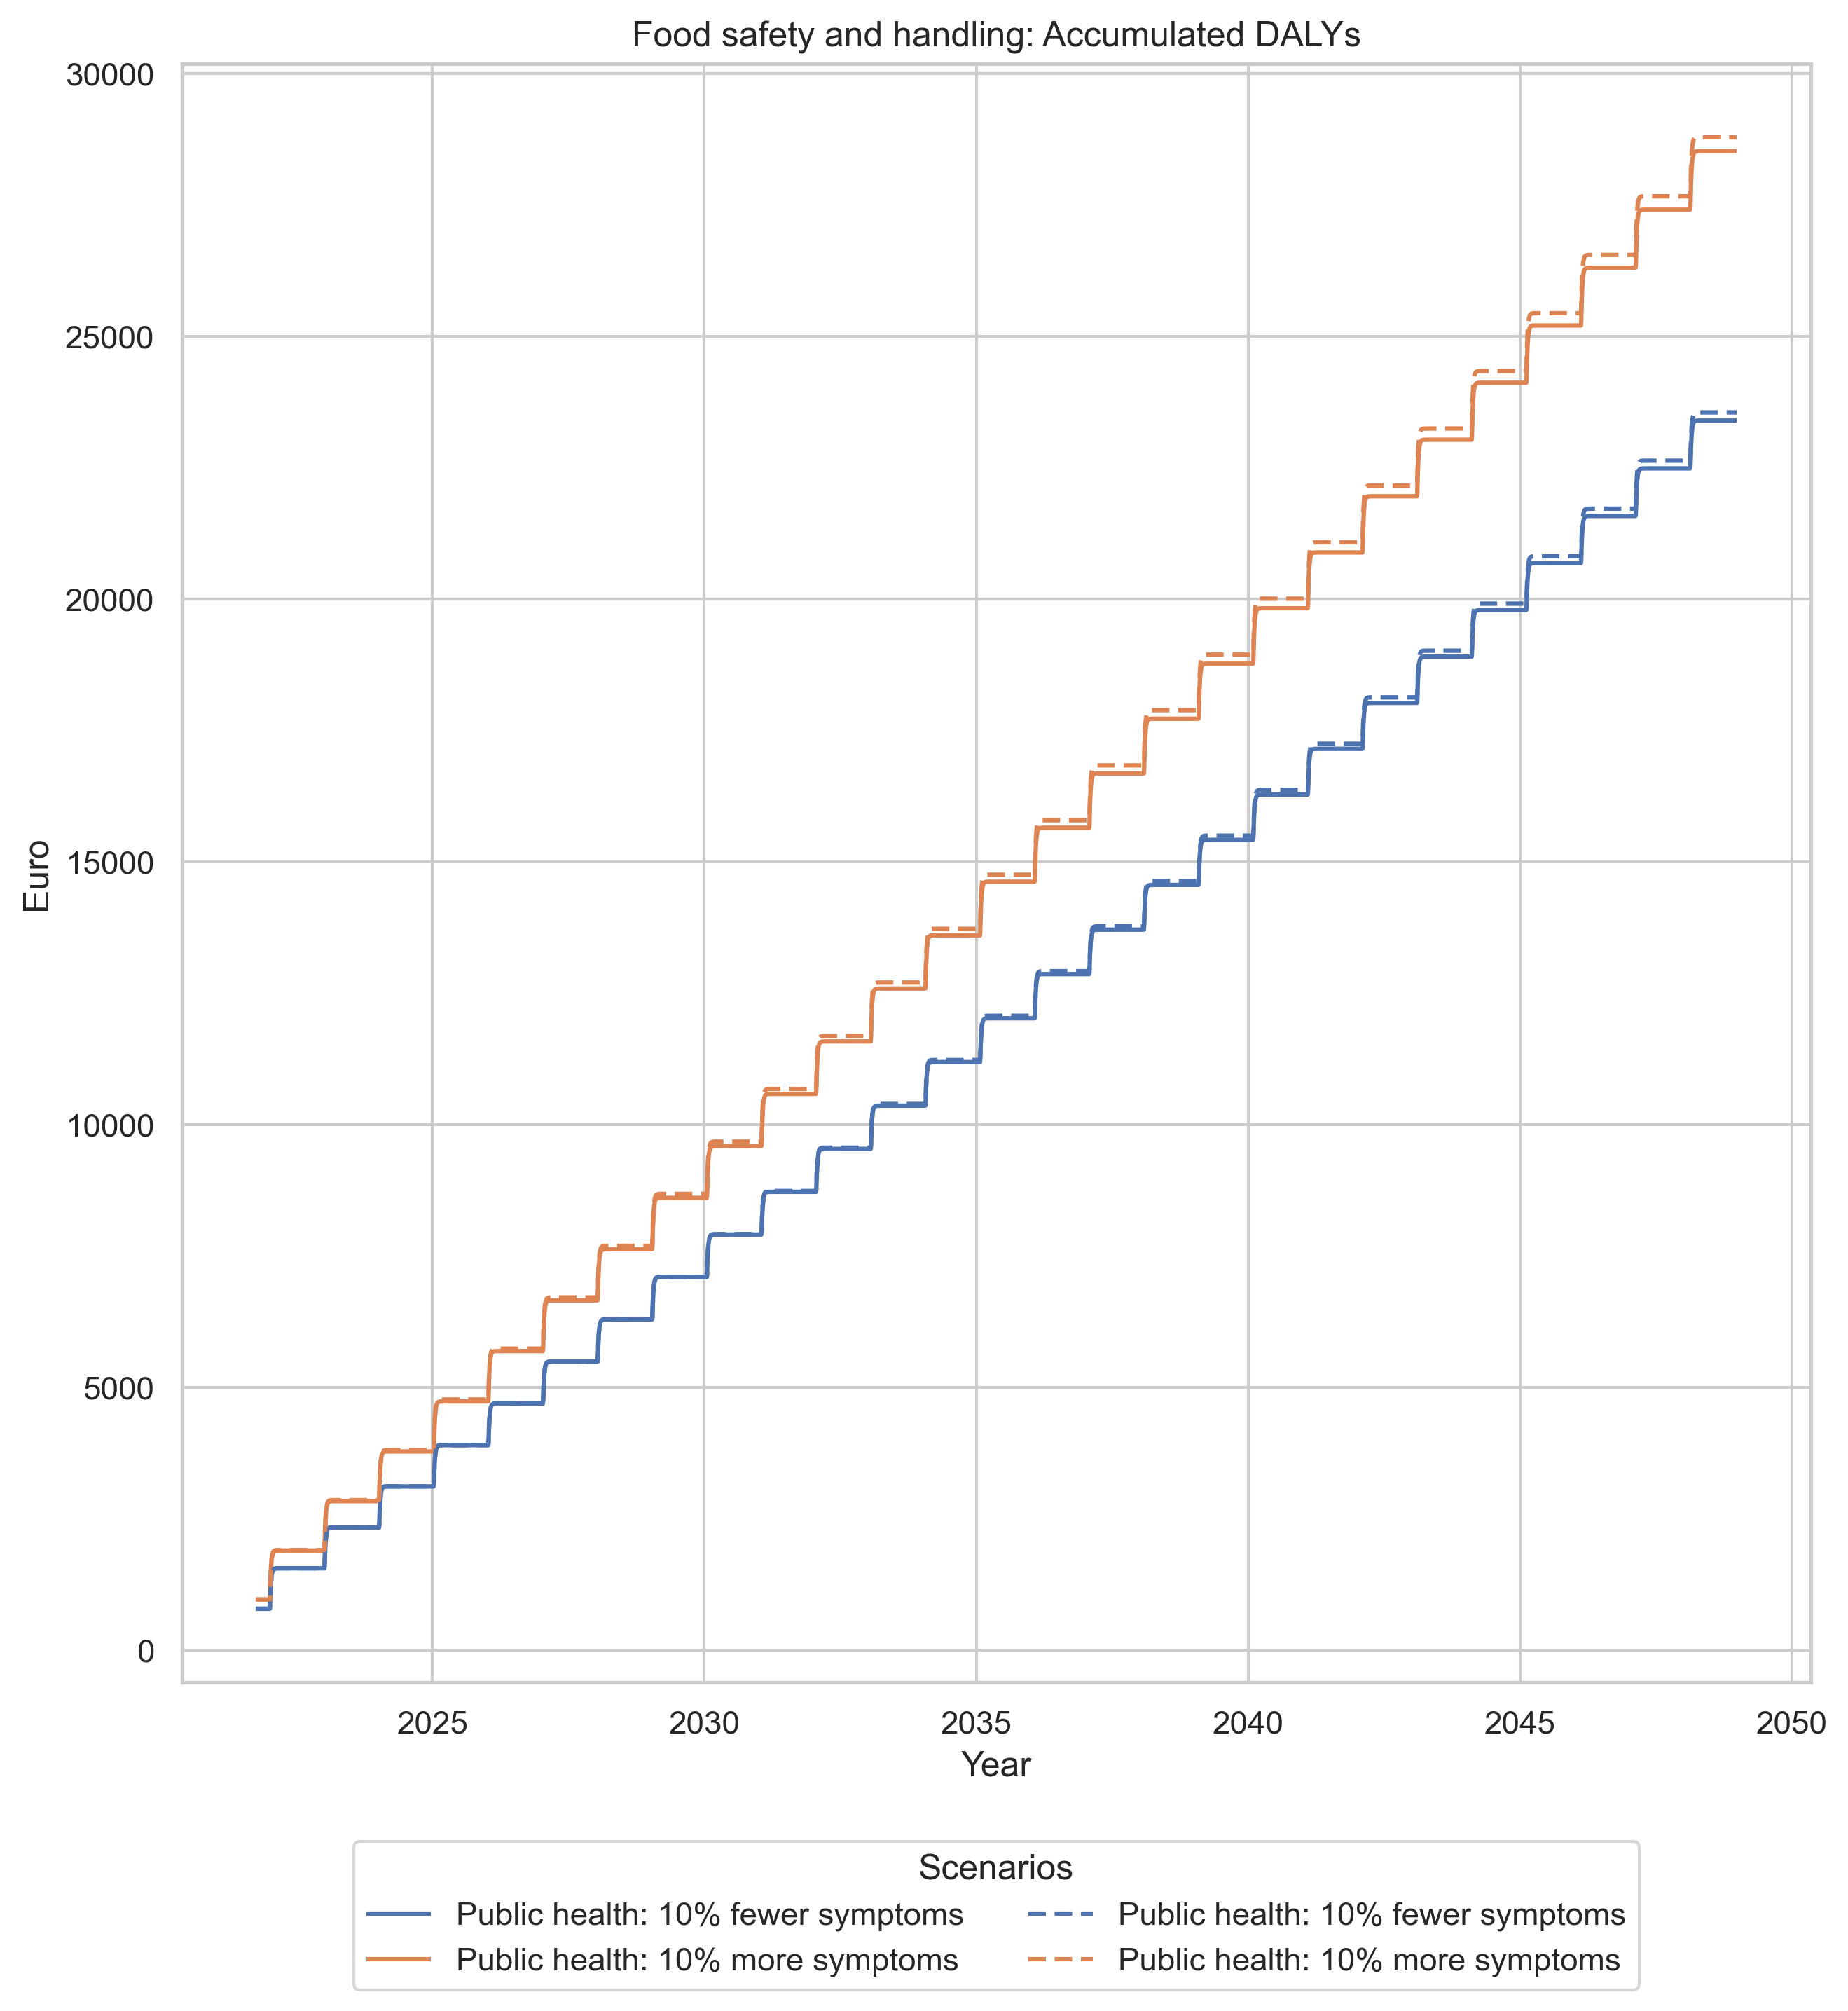 Food safety and handling: Accumulated DALYs
30000
25000
20000
15000
10000
5000
0
Euro
2025 2030 2035 2040 2045 2050
Year
Scenarios
Public health: 10% fewer symptoms Public health: 10% fewer symptoms
Public health: 10% more symptoms Public health: 10% more symptoms